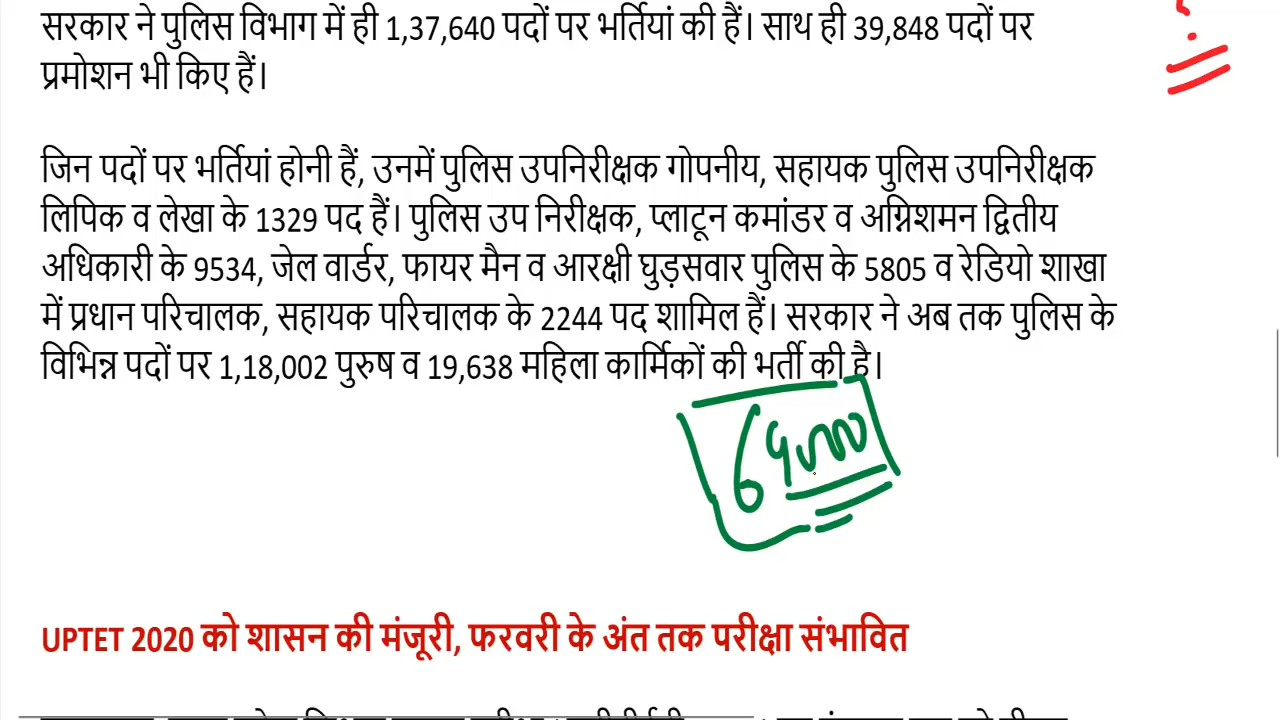 सरकार ने पुलिस विभाग में ही 1,37,640 पदों पर भर्तियां की हैं। साथ ही 39,848 पदों पर
प्रमोशन भी किए हैं।
जिन पदों पर भर्तियां होनी हैं, उनमें पुलिस उपनिरीक्षक गोपनीय, सहायक पुलिस उपनिरीक्षक
लिपिक व लेखा के 1329 पद हैं। पुलिस उप निरीक्षक, प्लाटून कमांडर व अग्निशमन द्वितीय
अधिकारी के 9534, जेल वार्डर, फायर मैन व आरक्षी घुड़सवार पुलिस के 5805 व रेडियो शाखा
में प्रधान परिचालक, सहायक परिचालक के 2244 पद शामिल हैं। सरकार ने अब तक पुलिस के
विभिन्न पदों पर 1,18,002 पुरुष व 19,638 महिला कार्मिकों की भर्ती की है।
69000
UPTET 2020 को शासन की मंजूरी, फरवरी के अंत तक परीक्षा संभावित